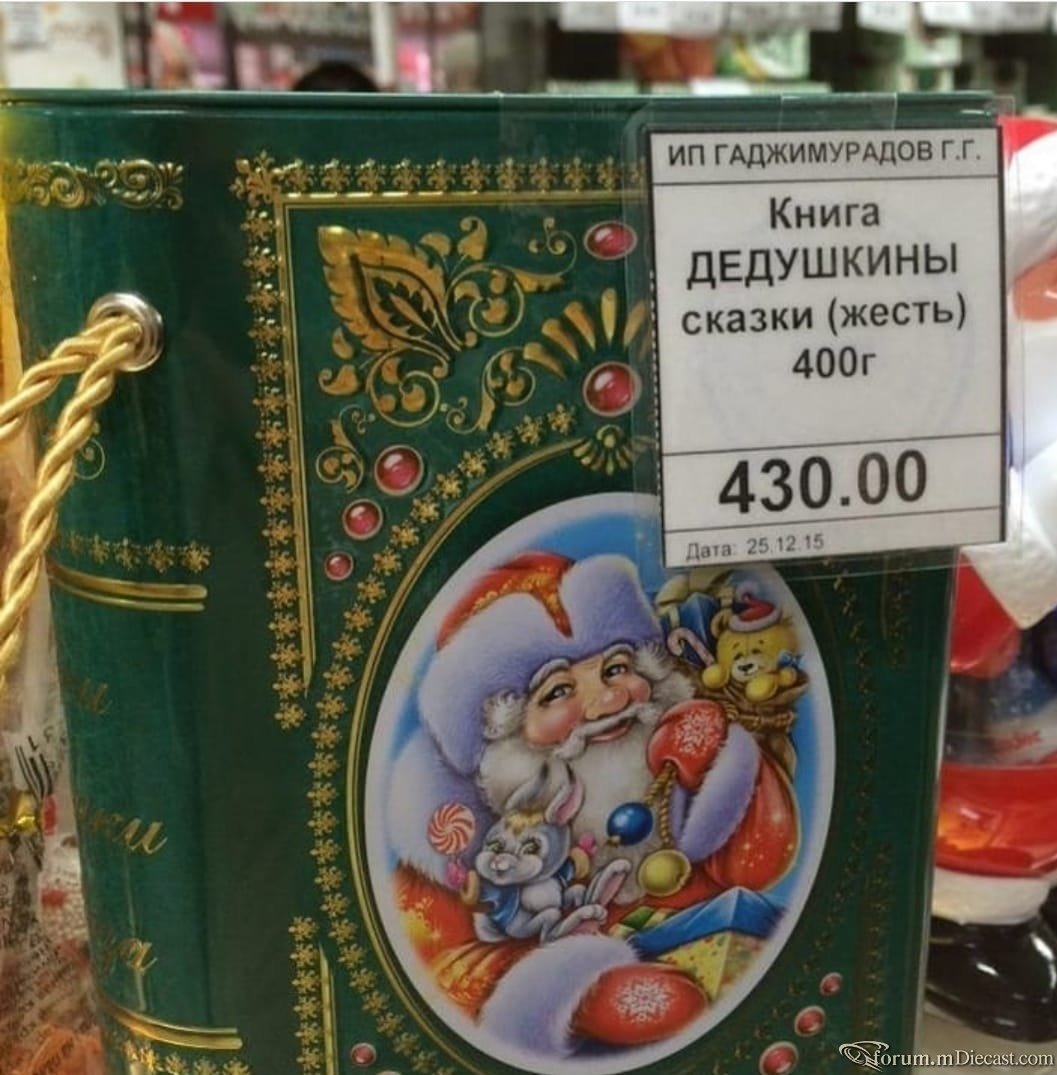 ИП ГАДЖИМУРАДОВ Г.Г.
Книга
ДЕДУШКИНЫ
сказки (жесть)
400г
430.00
Дата: 25.12.15
forum.mDiecast.com